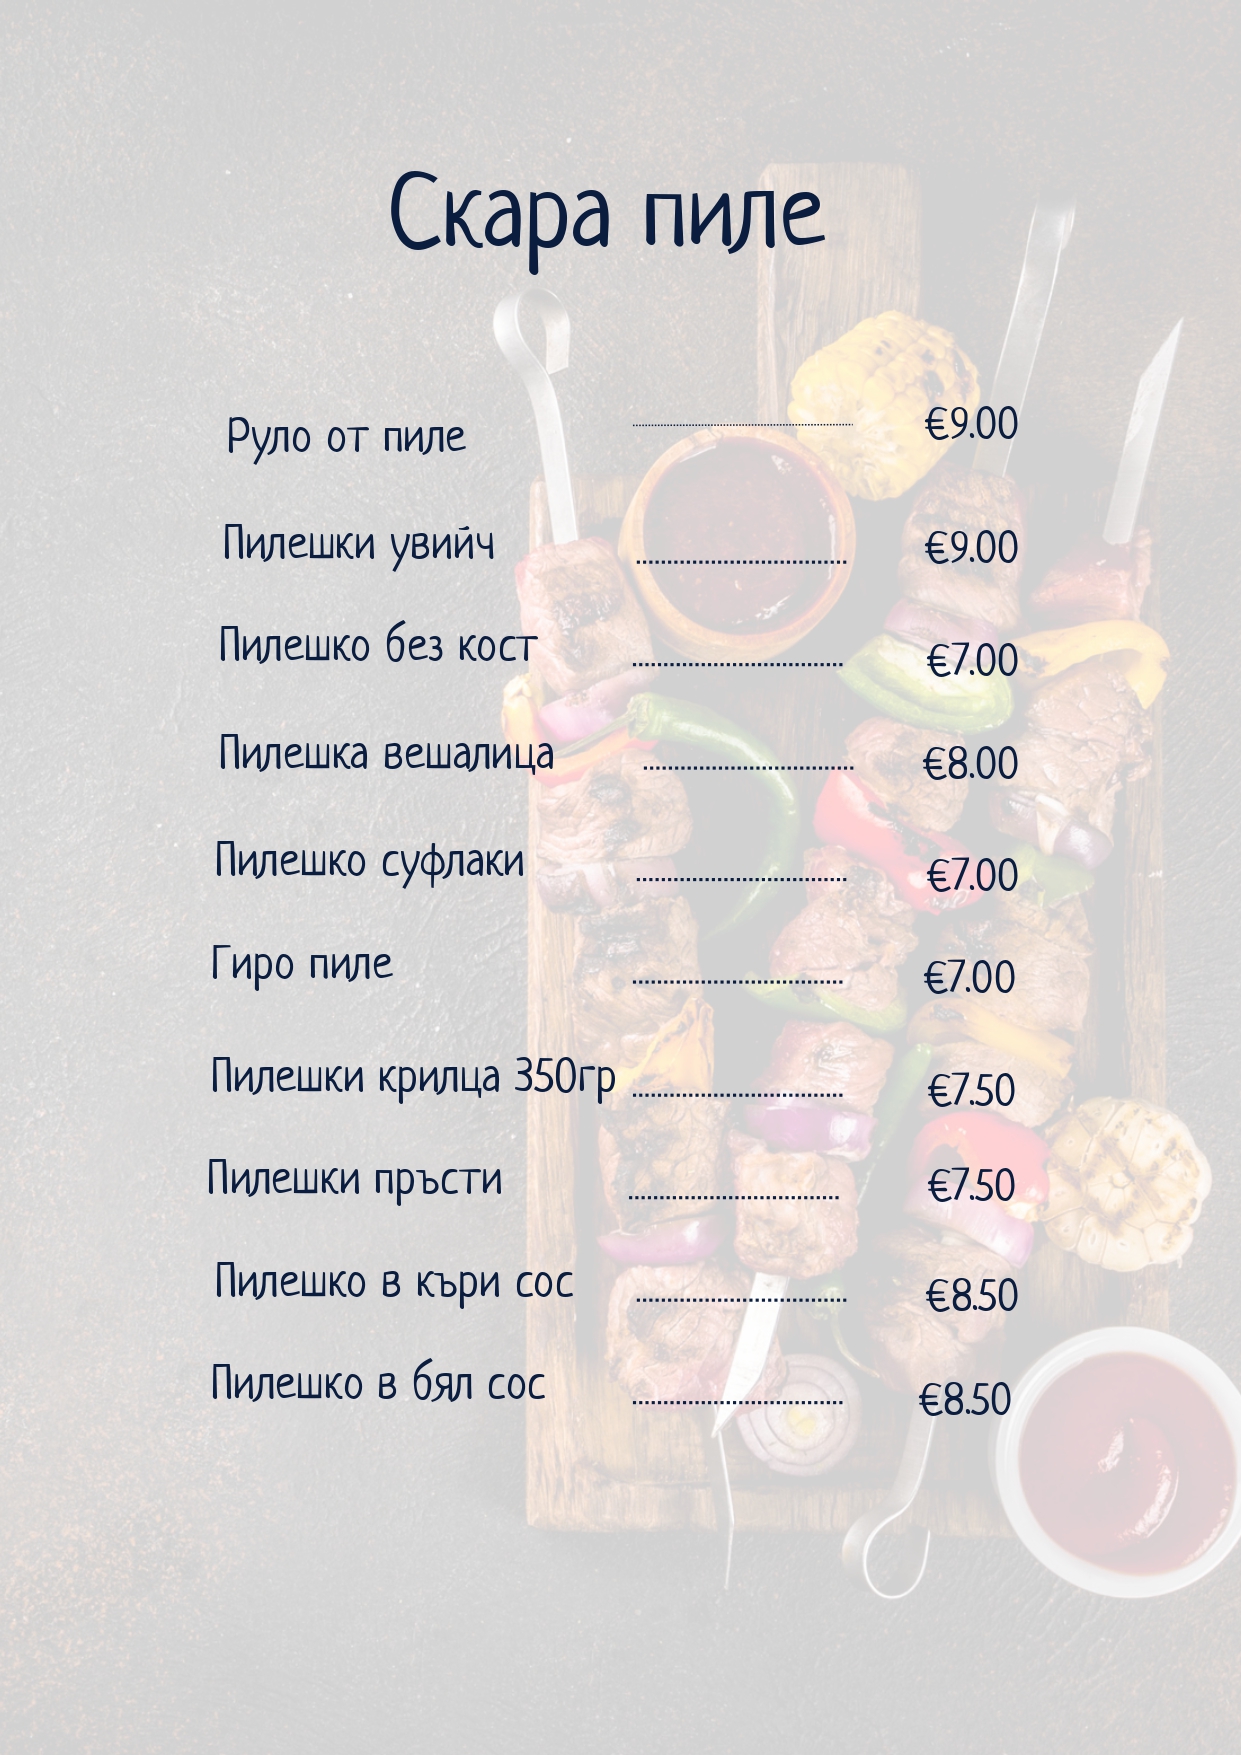 Скара пиле
Руло от пиле ........................ €9.00
Пилешки увийч ........................ €9.00
Пилешко без кост ........................ €7.00
Пилешка вешалица ........................ €8.00
Пилешко суфлаки ........................ €7.00
Гиро пиле ........................ €7.00
Пилешки крилца 350гр ........................ €7.50
Пилешки пръсти ........................ €7.50
Пилешко в къри сос ........................ €8.50
Пилешко в бял сос ........................ €8.50